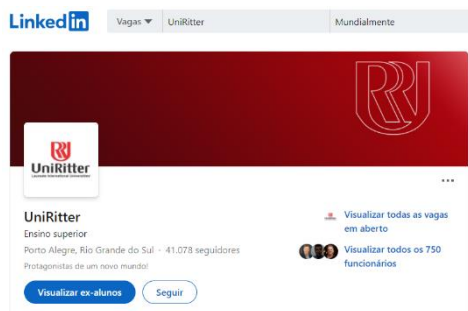 Linked in
Vagas
UniRitter
Mundialmente
UniRitter
Laureate International Universities
UniRitter
Ensino superior
Porto Alegre, Rio Grande do Sul · 41.078 seguidores
Protagonistas de um novo mundo!
Visualizar todas as vagas
em aberto
Visualizar todos os 750
funcionários
Visualizar ex-alunos
Seguir